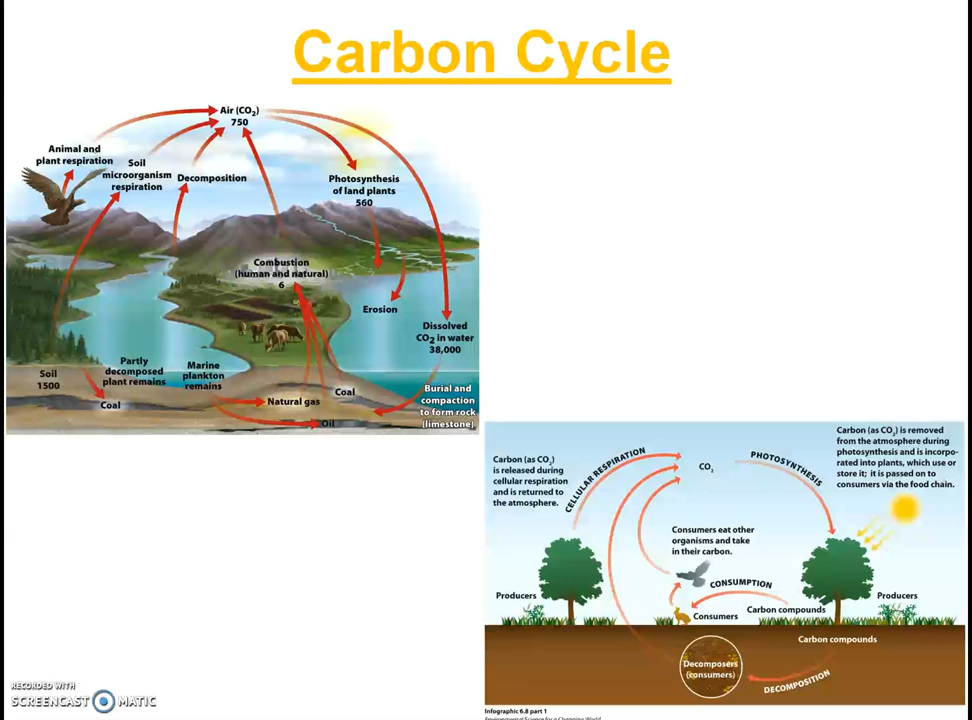 Carbon Cycle
Air (CO₂)
750
Animal and
plant respiration
Soil
microorganism
respiration
Decomposition
Photosynthesis
of land plants
560
Combustion
(human and natural)
6
Erosion
Dissolved
CO₂ in water
38,000
Soil
1500
Partly
decomposed
plant remains
Marine
plankton
remains
Coal
Natural gas
Coal
Oil
Burial and
compaction
to form rock
(limestone)
Carbon (as CO₂)
is released during
cellular respiration
and is returned to
the atmosphere.
CELLULAR RESPIRATION
CO₂
PHOTOSYNTHESIS
Carbon (as CO₂) is removed
from the atmosphere during
photosynthesis and is incorpo-
rated into plants, which use or
store it; it is passed on to
consumers via the food chain.
Consumers eat other
organisms and take
in their carbon.
CONSUMPTION
Producers
Consumers
Carbon compounds
Producers
Carbon compounds
Decomposers
(consumers)
DECOMPOSITION
Infographic 6.8 part 1
Environmental Science for a Changing World
RECORDED WITH
SCREENCAST MATIC